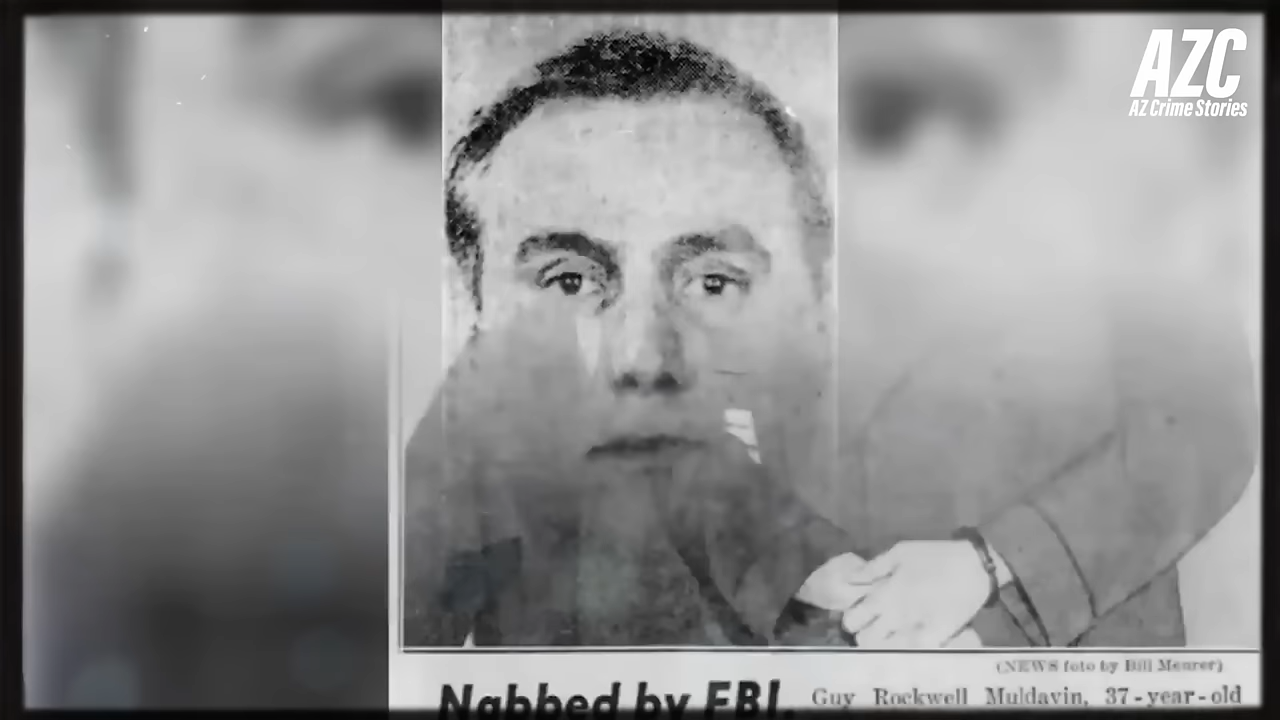 AZC
AZ Crime Stories
(NEWS foto by Bill Meurer)
Nabbed by FBI. Guy Rockwell Muldavin, 37-year-old